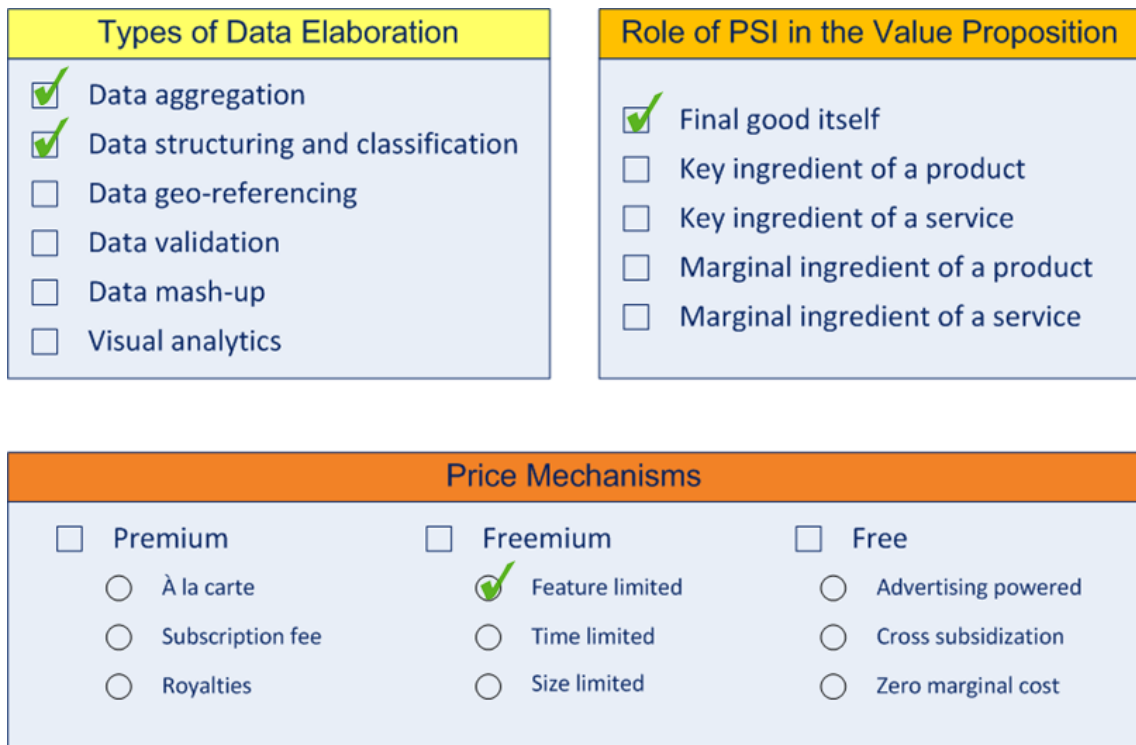 Types of Data Elaboration
Data aggregation
Data structuring and classification
Data geo-referencing
Data validation
Data mash-up
Visual analytics
Role of PSI in the Value Proposition
Final good itself
Key ingredient of a product
Key ingredient of a service
Marginal ingredient of a product
Marginal ingredient of a service
Price Mechanisms
Premium
À la carte
Subscription fee
Royalties
Freemium
Feature limited
Time limited
Size limited
Free
Advertising powered
Cross subsidization
Zero marginal cost